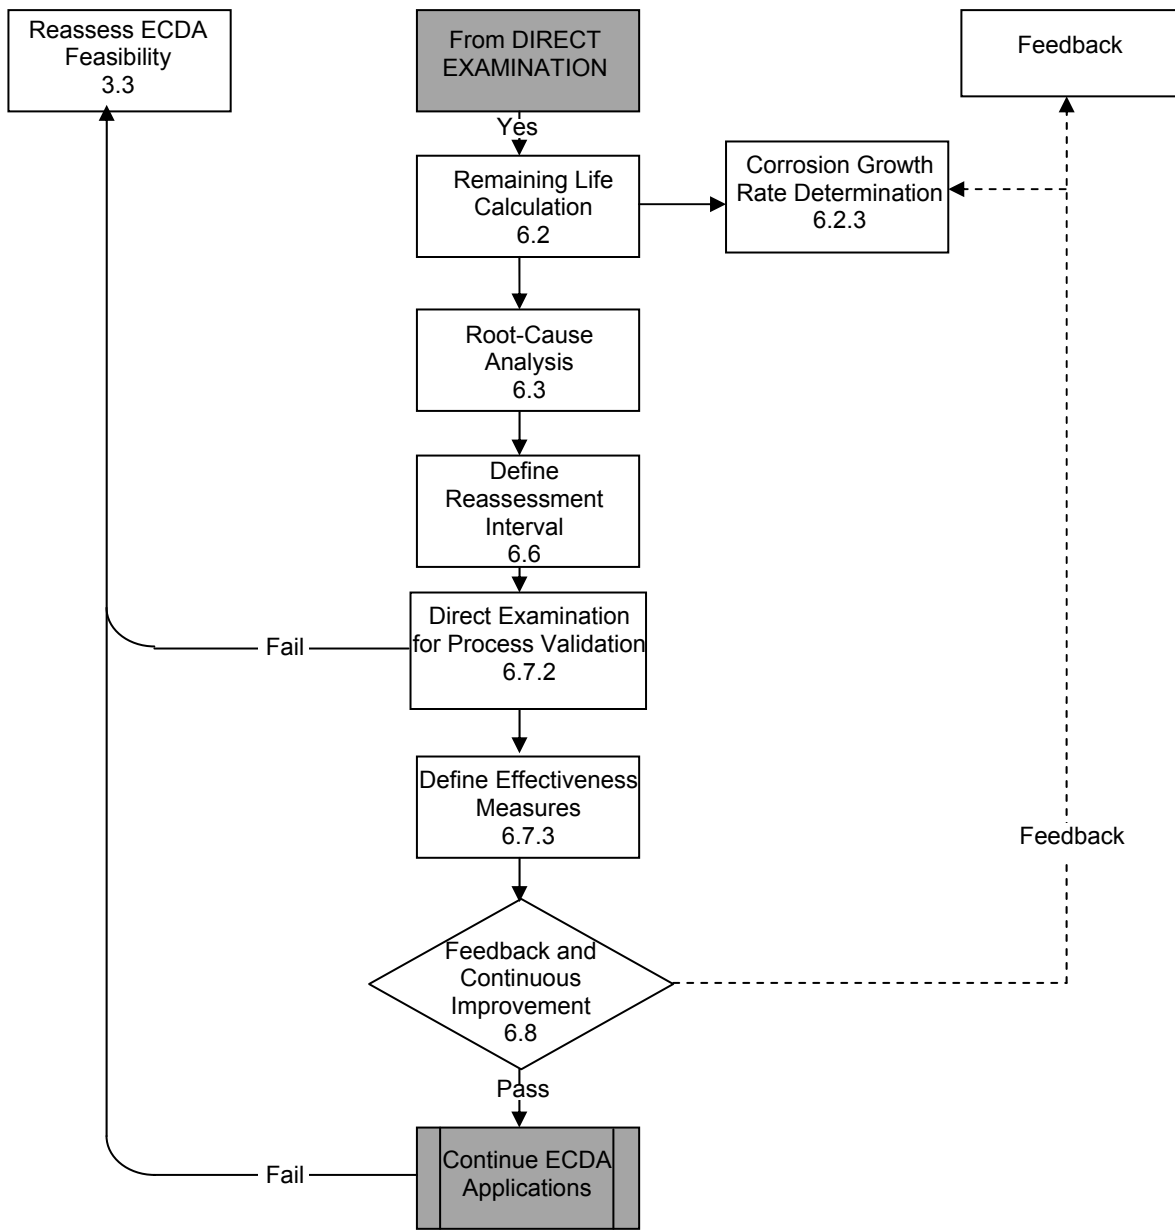 Reassess ECDA
Feasibility
3.3
From DIRECT
EXAMINATION
Feedback
Yes
Remaining Life
Calculation
6.2
Corrosion Growth
Rate Determination
6.2.3
Root-Cause
Analysis
6.3
Define
Reassessment
Interval
6.6
Direct Examination
for Process Validation
6.7.2
Fail
Define Effectiveness
Measures
6.7.3
Feedback
Feedback and
Continuous
Improvement
6.8
Pass
Continue ECDA
Applications
Fail